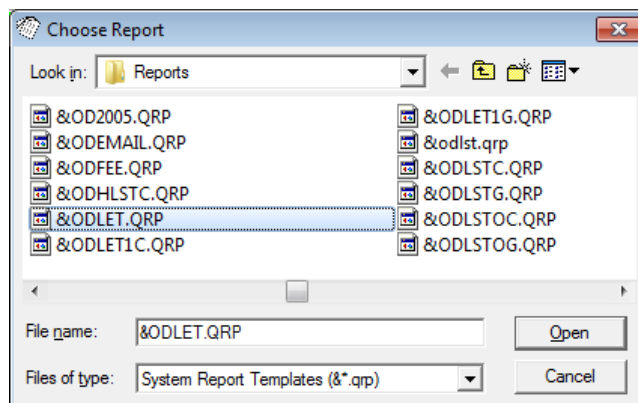 Choose Report
Look in: Reports
&OD2005.QRP
&ODEMAIL.QRP
&ODFEE.QRP
&ODHLSTC.QRP
&ODLET.QRP
&ODLET1C.QRP
&ODLET1G.QRP
&odlst.qrp
&ODLSTC.QRP
&ODLSTG.QRP
&ODLSTOC.QRP
&ODLSTOG.QRP
File name: &ODLET.QRP Open
Files of type: System Report Templates (&*.qrp) Cancel